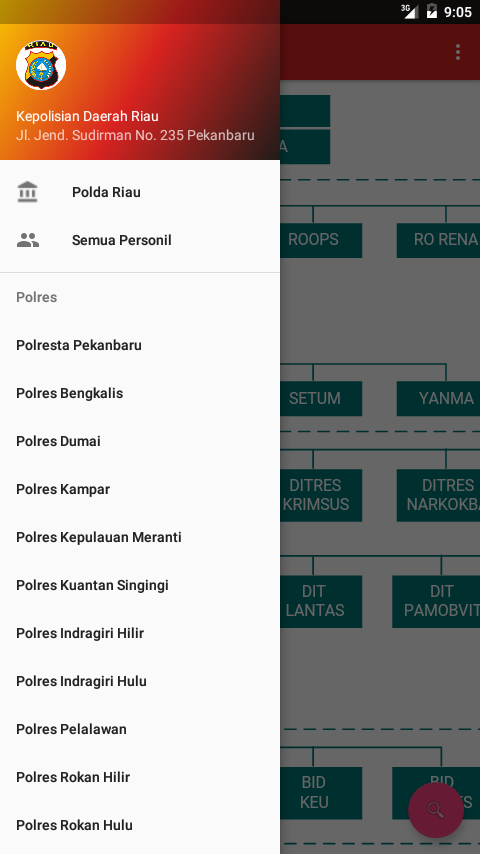 3G
9:05
RIAU
Kepolisian Daerah Riau
Jl. Jend. Sudirman No. 235 Pekanbaru
Polda Riau
Semua Personil
Polres
Polresta Pekanbaru
Polres Bengkalis
Polres Dumai
Polres Kampar
Polres Kepulauan Meranti
Polres Kuantan Singingi
Polres Indragiri Hilir
Polres Indragiri Hulu
Polres Pelalawan
Polres Rokan Hilir
Polres Rokan Hulu
A
ROOPS
RO RENA
SETUM
YANMA
DITRES
KRIMSUS
DITRES
NARKOKBA
DIT
LANTAS
DIT
PAMOBVIT
BID
KEU
BID